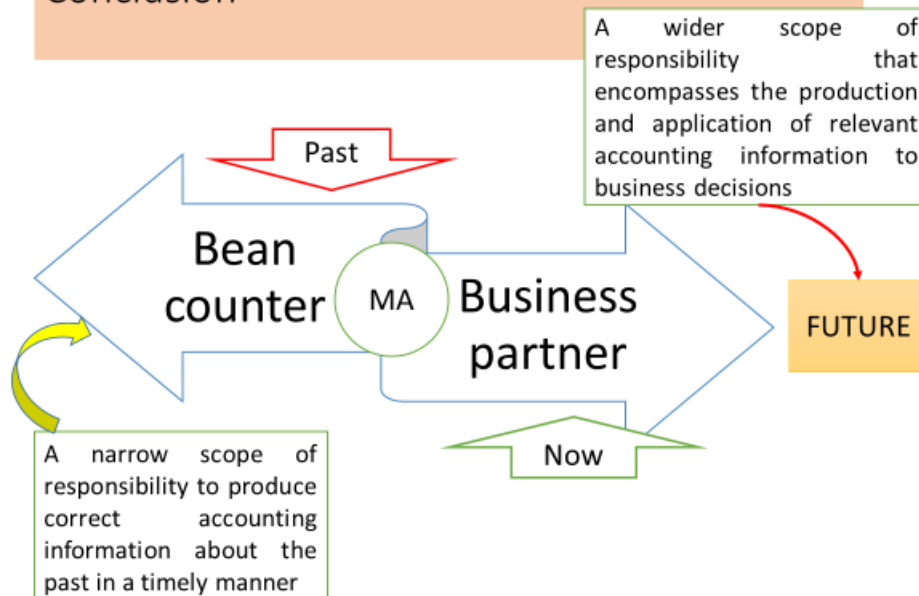 Conclusion
A wider scope of
responsibility that
encompasses the production
and application of relevant
accounting information to
business decisions
Past
Bean
counter
MA
Business
partner
FUTURE
Now
A narrow scope of
responsibility to produce
correct accounting
information about the
past in a timely manner